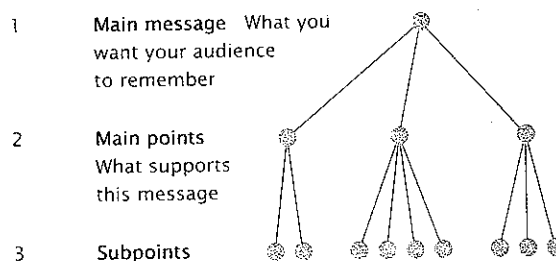 1 Main message What you
want your audience
to remember
2 Main points
What supports
this message
3 Subpoints